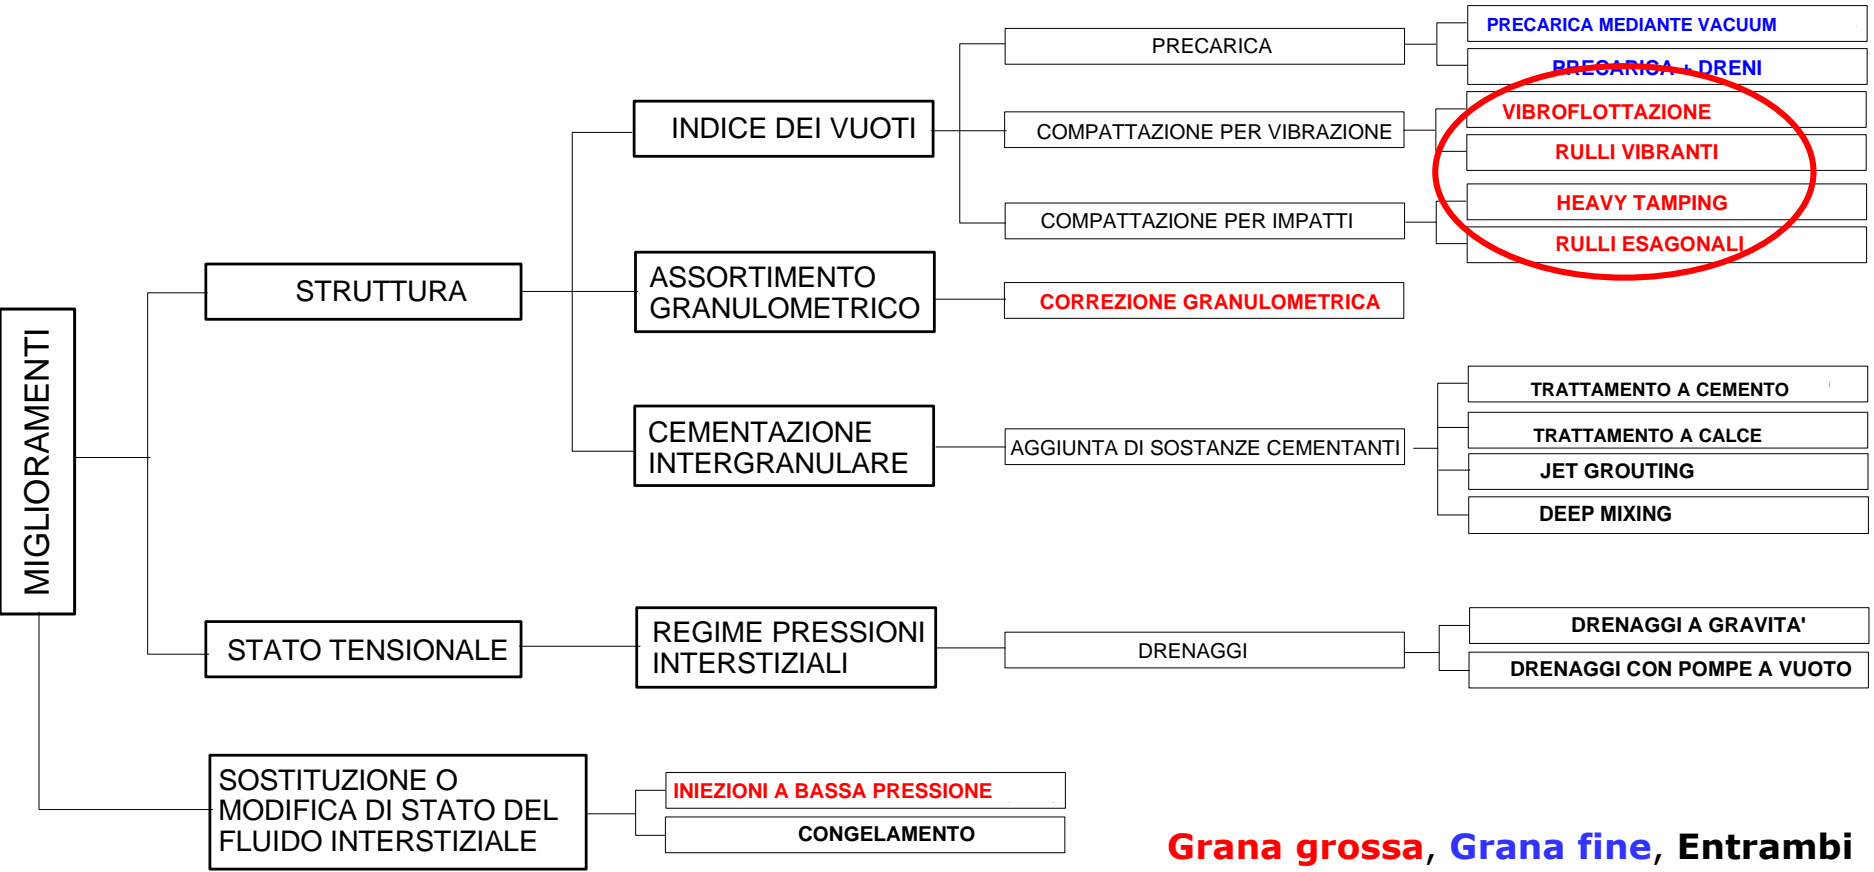 MIGLIORAMENTI
STRUTTURA
INDICE DEI VUOTI
PRECARICA
PRECARICA MEDIANTE VACUUM
PRECARICA + DRENI
COMPATTAZIONE PER VIBRAZIONE
VIBROFLOTTAZIONE
RULLI VIBRANTI
COMPATTAZIONE PER IMPATTI
HEAVY TAMPING
RULLI ESAGONALI
ASSORTIMENTO
GRANULOMETRICO
CORREZIONE GRANULOMETRICA
CEMENTAZIONE
INTERGRANULARE
AGGIUNTA DI SOSTANZE CEMENTANTI
TRATTAMENTO A CEMENTO
TRATTAMENTO A CALCE
JET GROUTING
DEEP MIXING
STATO TENSIONALE
REGIME PRESSIONI
INTERSTIZIALI
DRENAGGI
DRENAGGI A GRAVITA'
DRENAGGI CON POMPE A VUOTO
SOSTITUZIONE O
MODIFICA DI STATO DEL
FLUIDO INTERSTIZIALE
INIEZIONI A BASSA PRESSIONE
CONGELAMENTO
Grana grossa, Grana fine, Entrambi